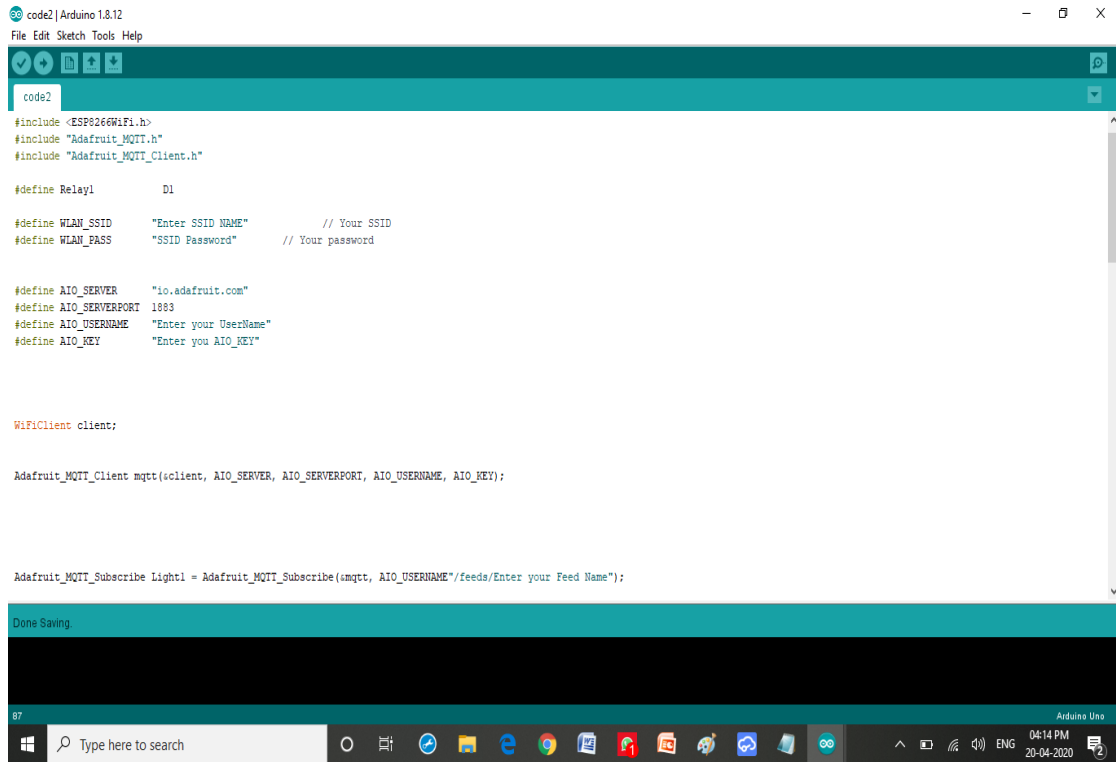 code2 | Arduino 1.8.12
File Edit Sketch Tools Help
code2
#include <ESP8266WiFi.h>
#include "Adafruit_MQTT.h"
#include "Adafruit_MQTT_Client.h"
#define Relay1 D1
#define WLAN_SSID "Enter SSID NAME" // Your SSID
#define WLAN_PASS "SSID Password" // Your password
#define AIO_SERVER "io.adafruit.com"
#define AIO_SERVERPORT 1883
#define AIO_USERNAME "Enter your UserName"
#define AIO_KEY "Enter you AIO_KEY"
WiFiClient client;
Adafruit_MQTT_Client mqtt(&client, AIO_SERVER, AIO_SERVERPORT, AIO_USERNAME, AIO_KEY);
Adafruit_MQTT_Subscribe Light1 = Adafruit_MQTT_Subscribe(&mqtt, AIO_USERNAME"/feeds/Enter your Feed Name");
Done Saving.
87 Arduino Uno
Type here to search
ENG
04:14 PM
20-04-2020
2